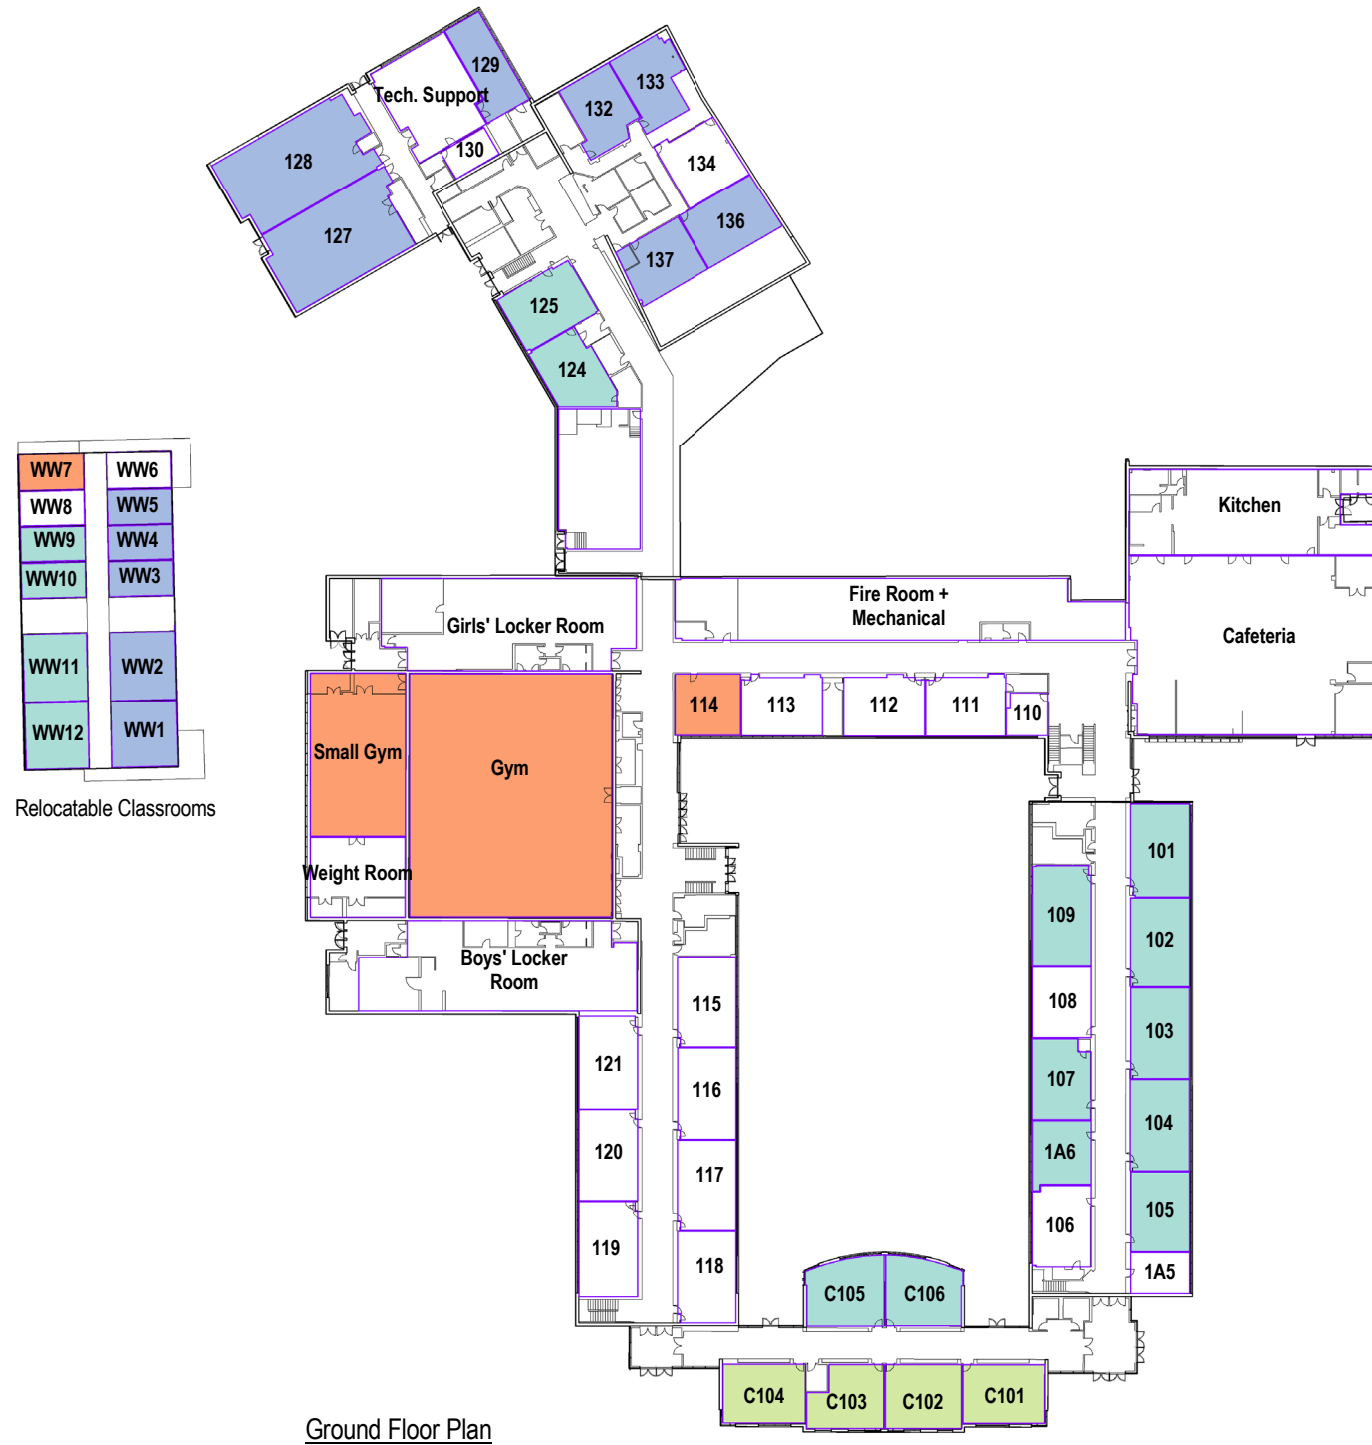 129
133
Tech. Support
132
128
130
134
127
136
137
125
124
WW7
WW6
WW8
WW5
WW9
WW4
WW10
WW3
WW11
WW2
WW12
WW1
Relocatable Classrooms
Kitchen
Fire Room +
Mechanical
Girls' Locker Room
Cafeteria
114
113
112
111
110
Small Gym
Gym
Weight Room
101
109
102
Boys' Locker
Room
108
115
103
121
107
116
104
120
1A6
117
105
106
119
118
1A5
C105
C106
C104
C103
C102
C101
Ground Floor Plan